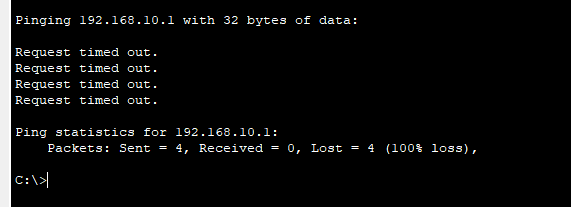 Pinging 192.168.10.1 with 32 bytes of data:
Request timed out.
Request timed out.
Request timed out.
Request timed out.
Ping statistics for 192.168.10.1:
Packets: Sent = 4, Received = 0, Lost = 4 (100% loss),
C:\>